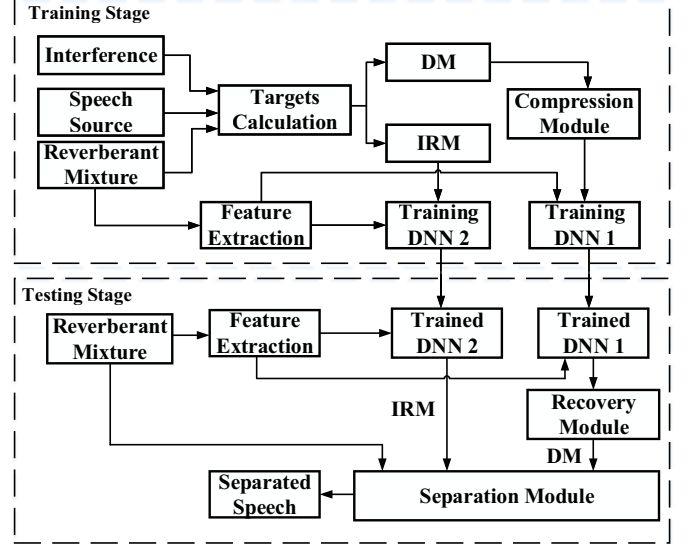 Training Stage
Interference
DM
Speech
Source
Targets
Calculation
Compression
Module
Reverberant
Mixture
IRM
Feature
Extraction
Training
DNN 2
Training
DNN 1
Testing Stage
Reverberant
Mixture
Feature
Extraction
Trained
DNN 2
Trained
DNN 1
IRM
Recovery
Module
DM
Separated
Speech
Separation Module